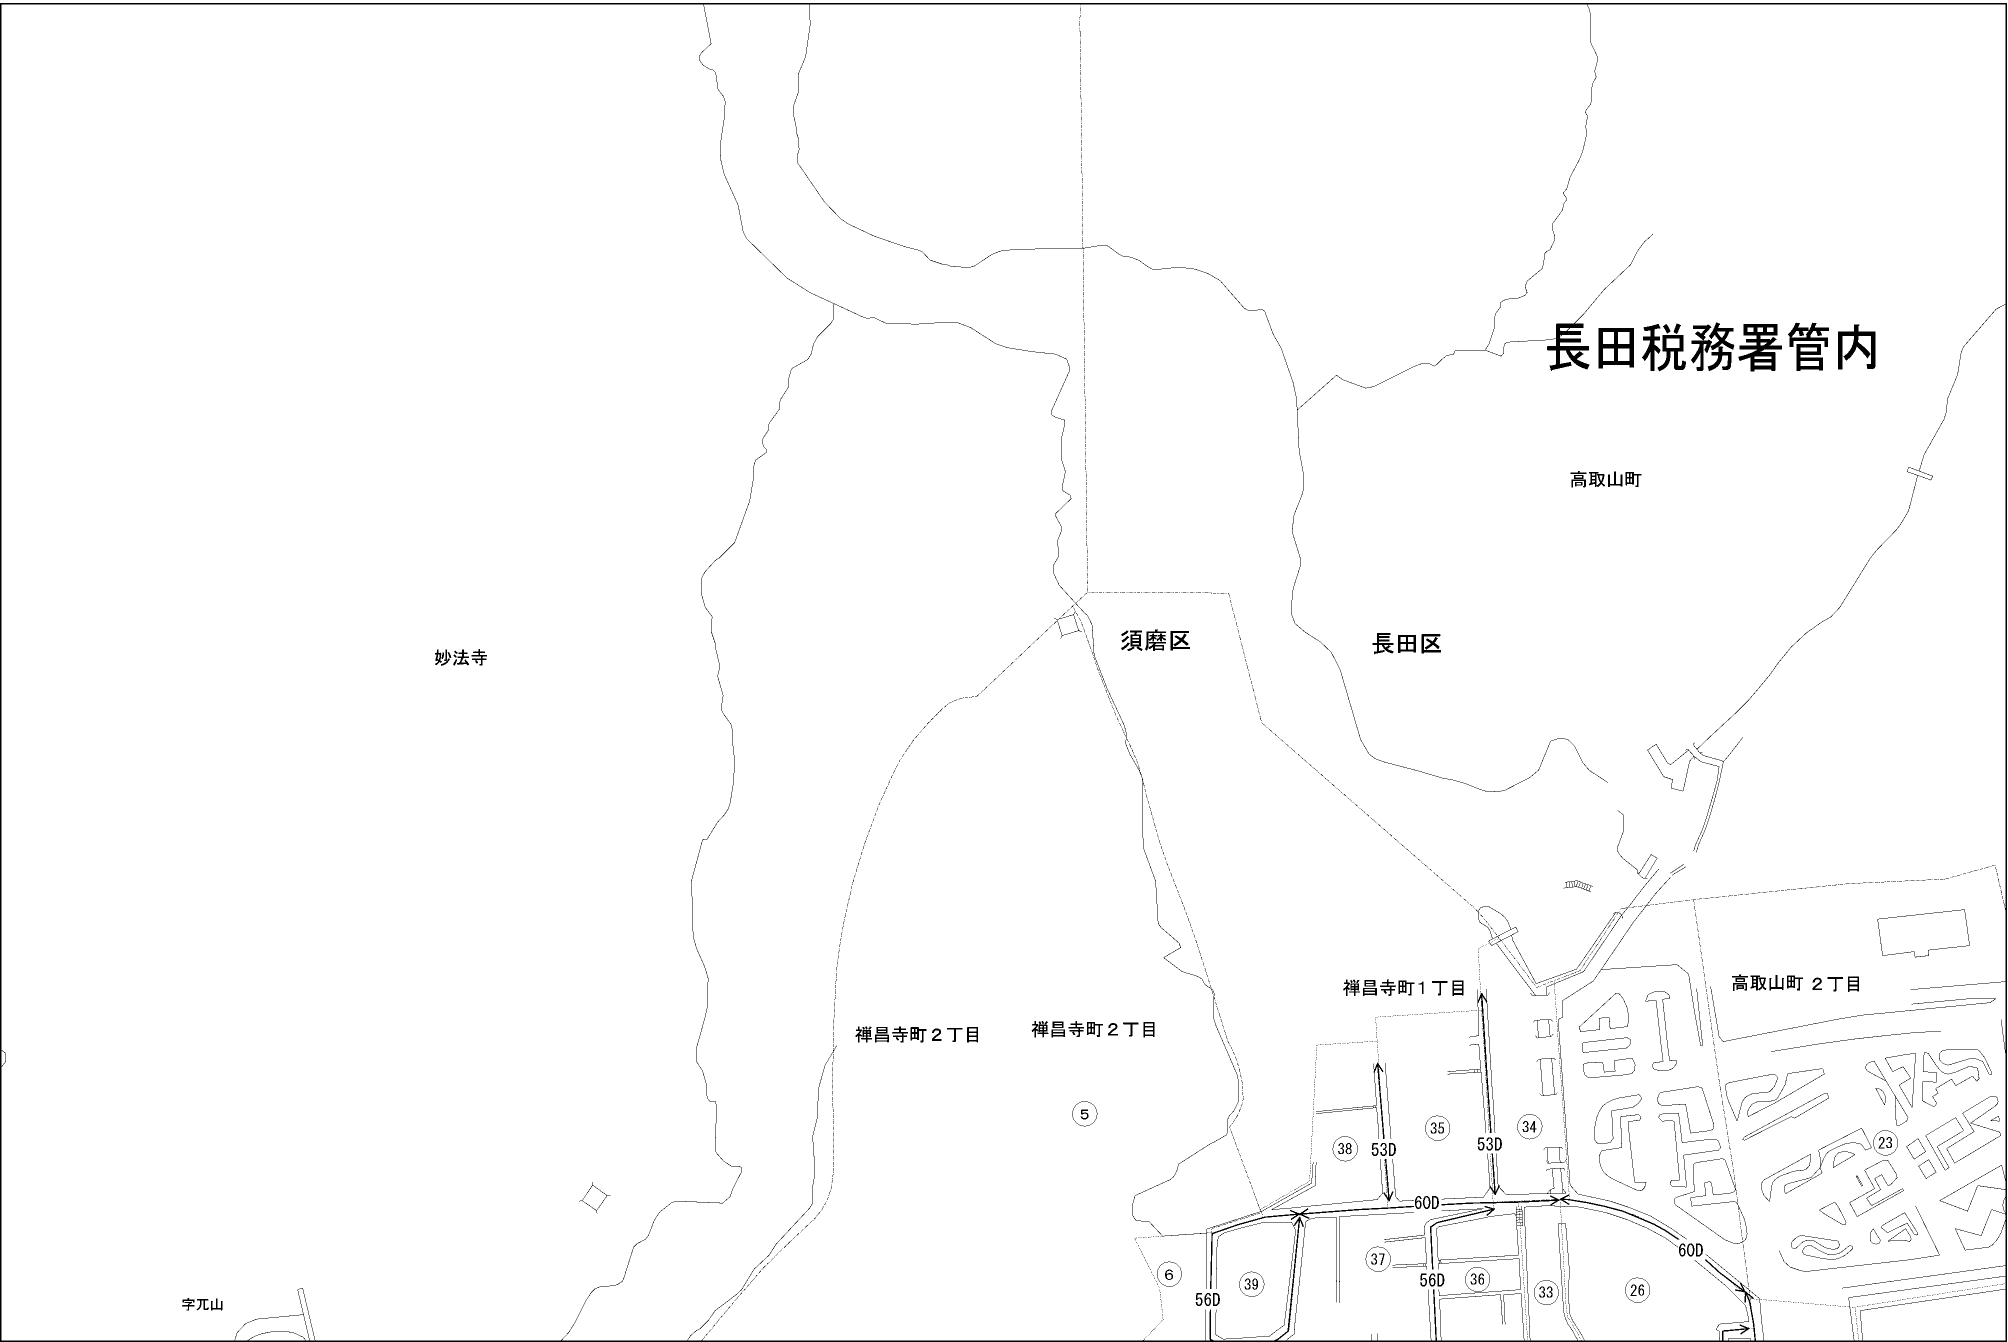 長田税務署管内
高取山町
須磨区
長田区
妙法寺
禅昌寺町1丁目
高取山町 2丁目
禅昌寺町2丁目
禅昌寺町2丁目
5
35
34
23
38
53D
53D
60D
60D
37
6
39
56D
36
56D
33
26
字兀山